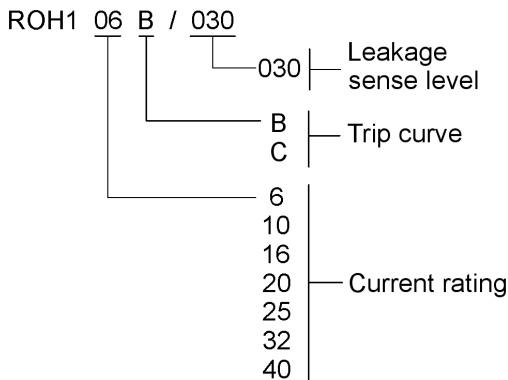 ROH1 06 B / 030
030
Leakage
sense level
B
C
Trip curve
6
10
16
20
25
32
40
Current rating